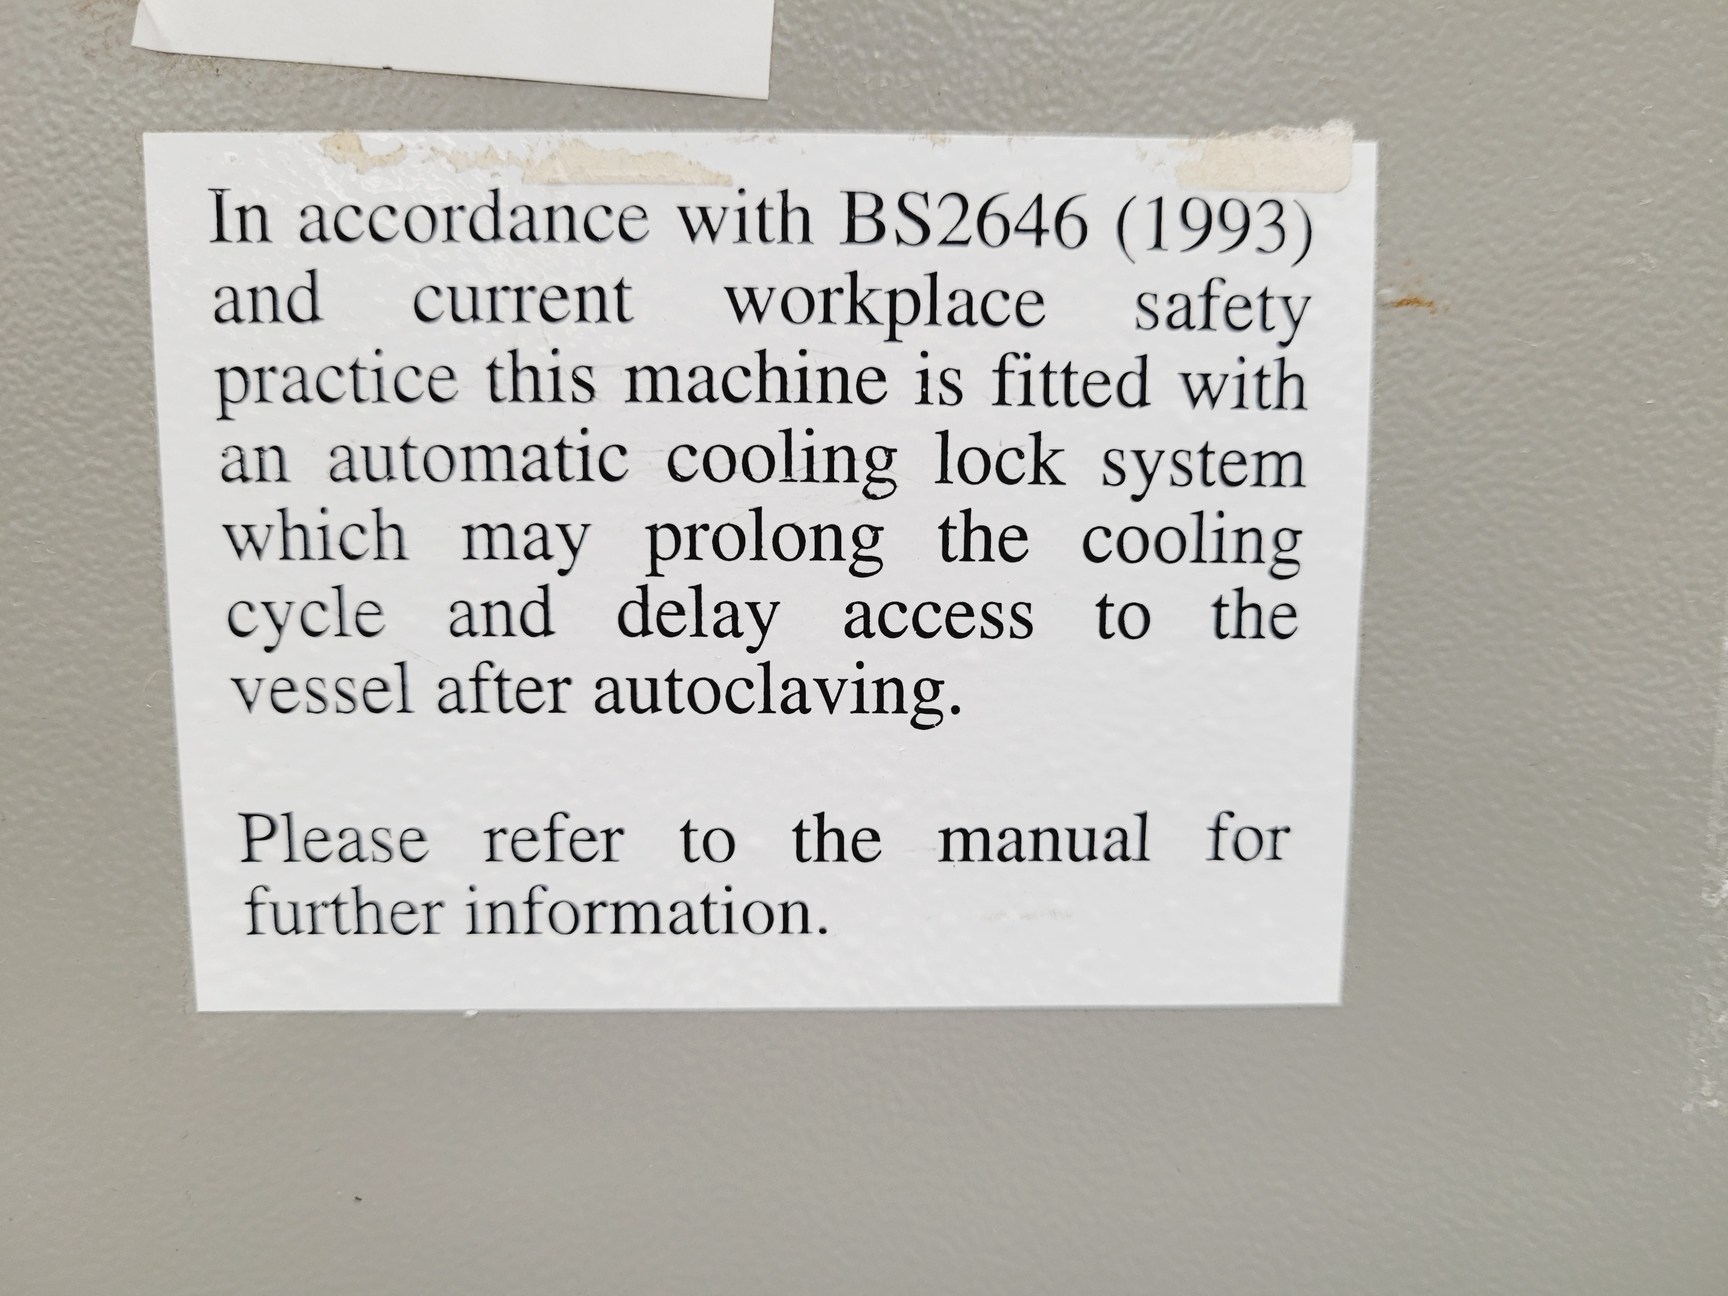 In accordance with BS2646 (1993)
and current workplace safety
practice this machine is fitted with
an automatic cooling lock system
which may prolong the cooling
cycle and delay access to the
vessel after autoclaving.
Please refer to the manual for
further information.